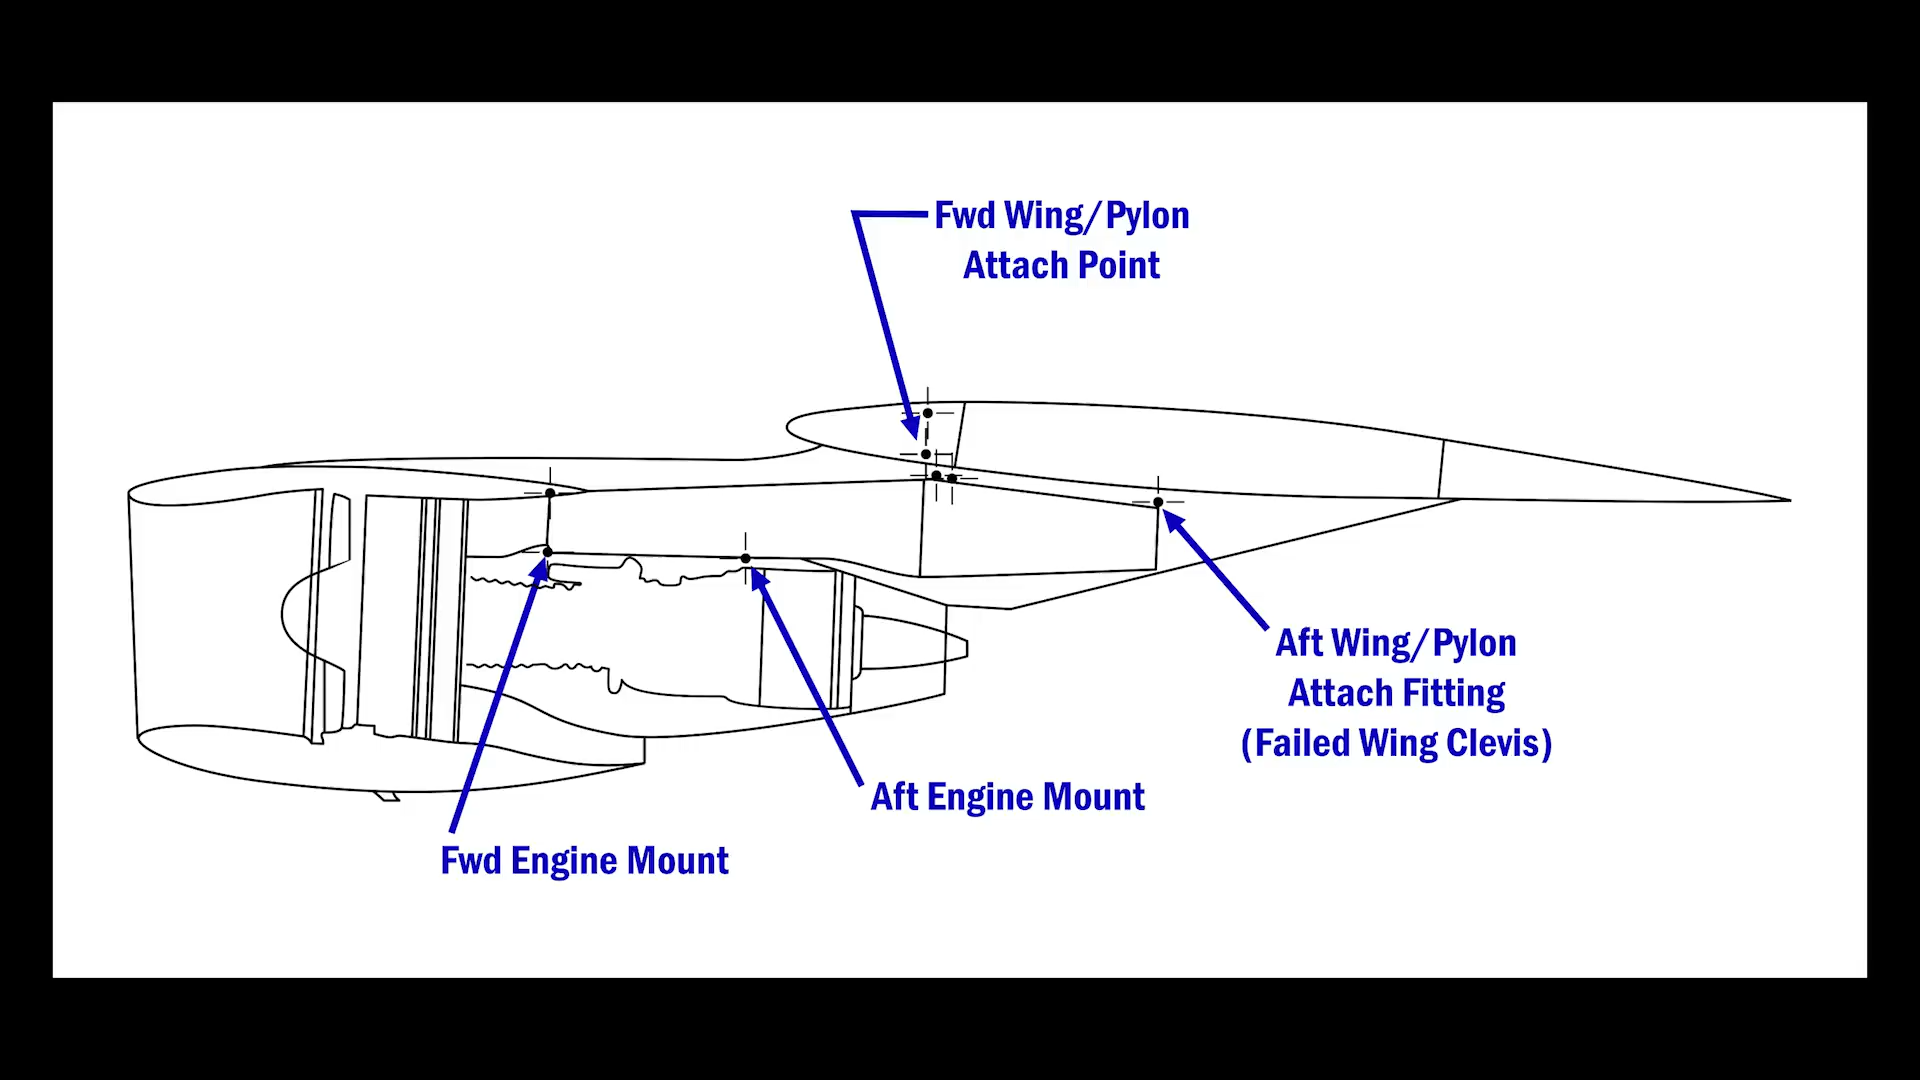 Fwd Wing/Pylon
Attach Point
Aft Wing/Pylon
Attach Fitting
(Failed Wing Clevis)
Aft Engine Mount
Fwd Engine Mount